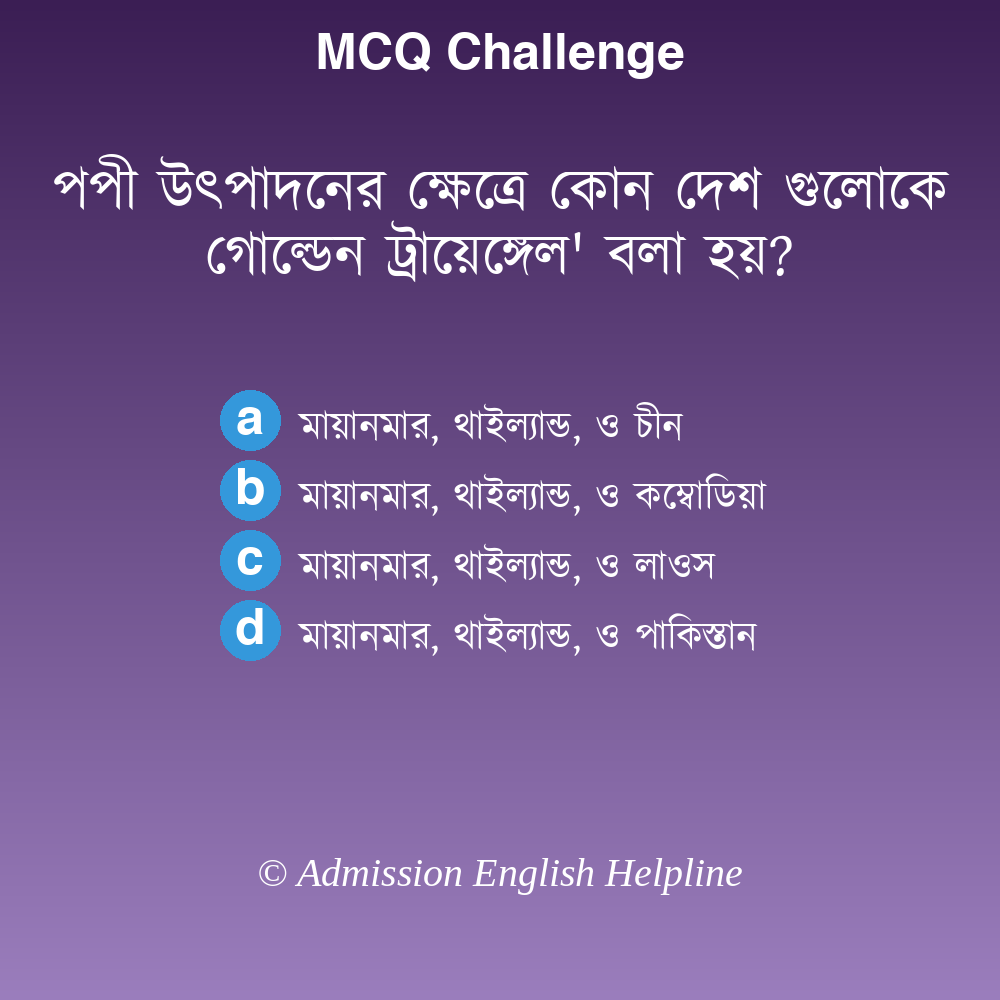 MCQ Challenge
পপী উৎপাদনের ক্ষেত্রে কোন দেশ গুলোকে
গোল্ডেন ট্রায়েঙ্গেল' বলা হয়?
a মায়ানমার, থাইল্যান্ড, ও চীন
b মায়ানমার, থাইল্যান্ড, ও কম্বোডিয়া
c মায়ানমার, থাইল্যান্ড, ও লাওস
d মায়ানমার, থাইল্যান্ড, ও পাকিস্তান
© Admission English Helpline